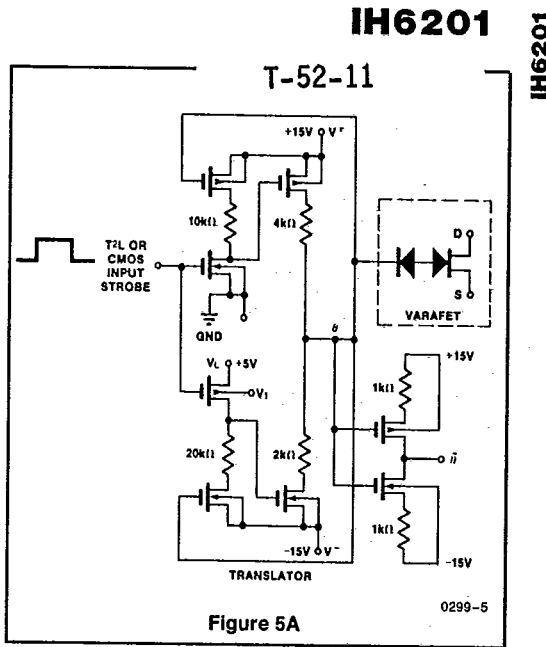 IH6201
IH6201
T-52-11
+15V
10kΩ
4kΩ
T²L OR
CMOS
INPUT
STROBE
GND
D
S
VARAFET
θ
VL +5V
V1
+15V
1kΩ
20kΩ
2kΩ
1kΩ
-15V V⁻
-15V
TRANSLATOR
0299-5
Figure 5A